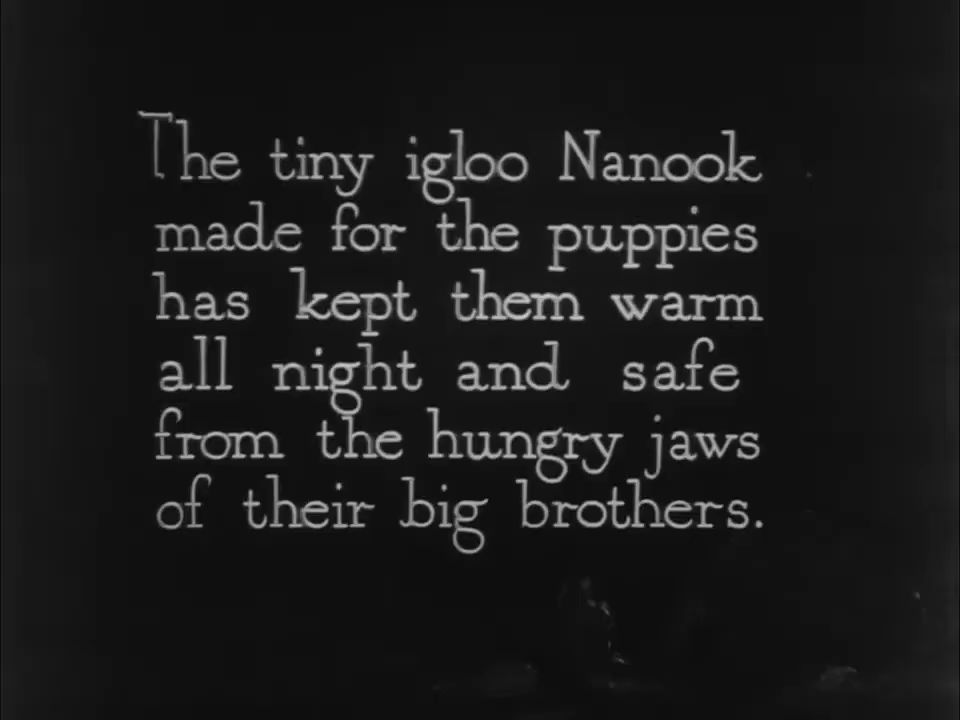 The tiny igloo Nanook
made for the puppies
has kept them warm
all night and safe
from the hungry jaws
of their big brothers.